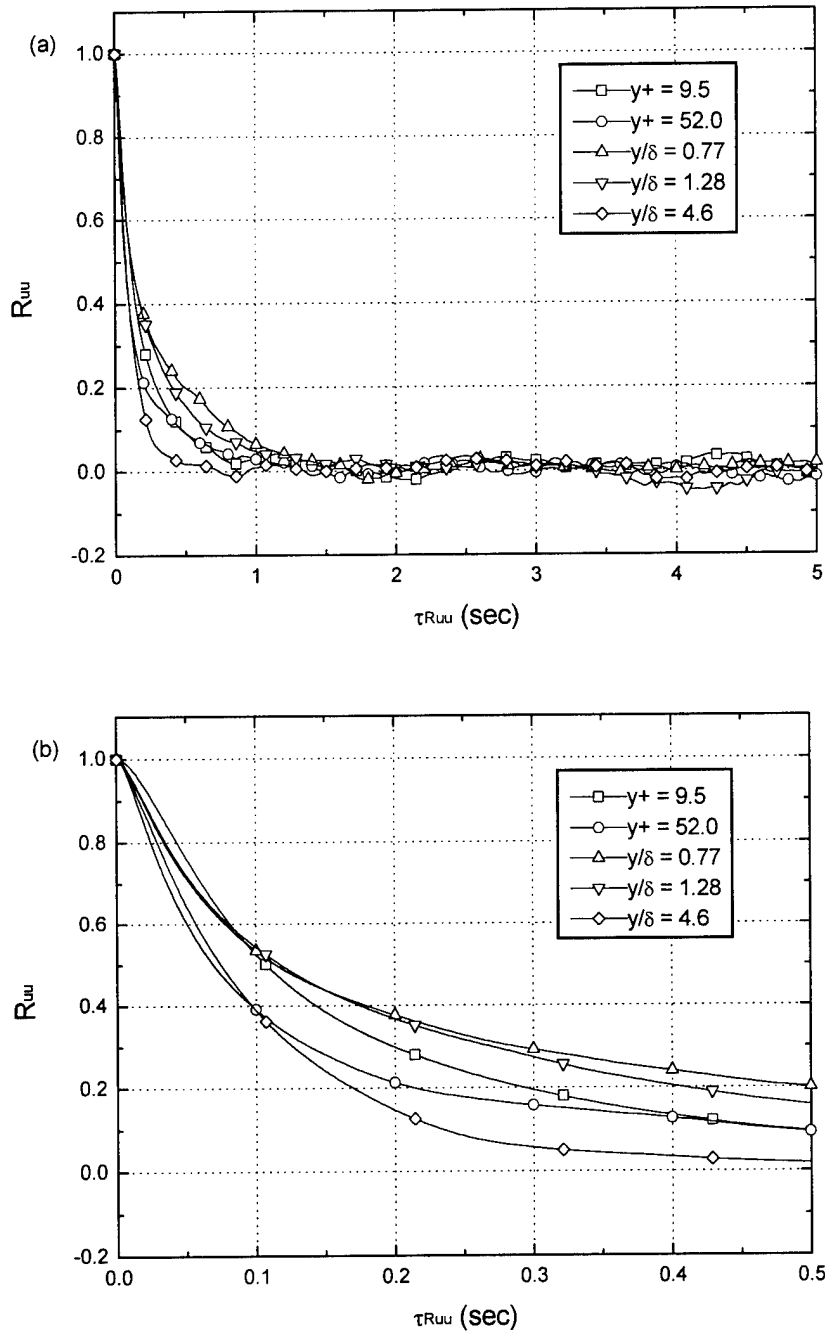 (a)
1.0
0.8
0.6
0.4
0.2
0.0
-0.2
Ruu
y+ = 9.5
y+ = 52.0
y/δ = 0.77
y/δ = 1.28
y/δ = 4.6
0 1 2 3 4 5
τRuu (sec)
(b)
1.0
0.8
0.6
0.4
0.2
0.0
-0.2
Ruu
y+ = 9.5
y+ = 52.0
y/δ = 0.77
y/δ = 1.28
y/δ = 4.6
0.0 0.1 0.2 0.3 0.4 0.5
τRuu (sec)